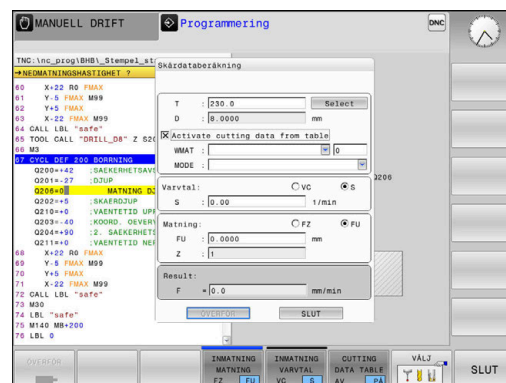 MANUELL DRIFT
Programmering
DNC
TNC:\nc_prog\BHB\_Stempel_st
→NEDMATNINGSHASTIGHET ?
60 X+22 R0 FMAX
61 Y-5 FMAX M99
62 Y+5 FMAX
63 X-22 FMAX M99
64 CALL LBL "safe"
65 TOOL CALL "DRILL_D8" Z S20
66 M3
67 CYCL DEF 200 BORRNING
Q200=+42 ;SAEKERHETSAVS
Q201=-27 ;DJUP
Q206=0 MATNING DJ
Q202=+5 ;SKAERDJUP
Q210=+0 ;VAENTETID UPP
Q203=-40 ;KOORD. OEVERY
Q204=+90 ;2. SAEKERHETS
Q211=+0 ;VAENTETID NER
68 X+22 R0 FMAX
69 Y-5 FMAX M99
70 Y+5 FMAX
71 X-22 FMAX M99
72 CALL LBL "safe"
73 M30
74 LBL "safe"
75 M140 MB+200
76 LBL 0
Skärdataberäkning
T : 230.0 Select
D : 8.0000 mm
Activate cutting data from table
WMAT : 0
MODE :
Varvtal: VC S
S : 0.00 1/min
Matning: FZ FU
FU : 0.0000 mm
Z : 1
Result:
F = 0.0 mm/min
ÖVERFÖR SLUT
Q206
ÖVERFÖR
INMATNING MATNING FZ FU
INMATNING VARVTAL VC S
CUTTING DATA TABLE AV PÅ
VÄLJ
SLUT